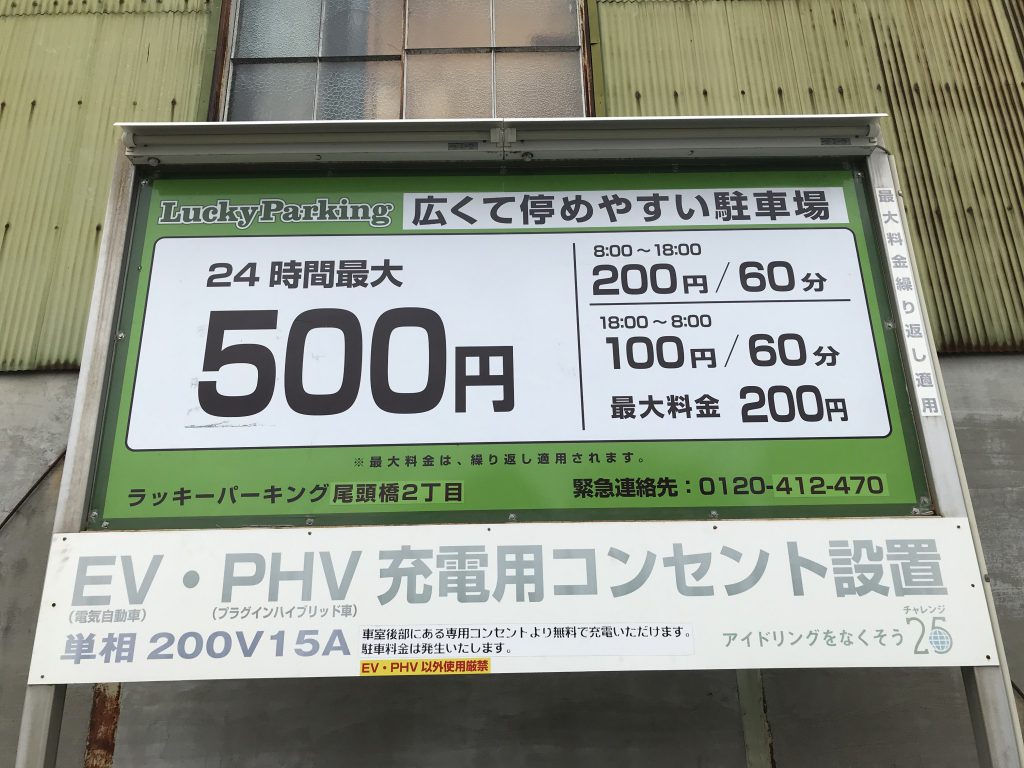 LuckyParking 広くて停めやすい駐車場
24時間最大
500円
8:00～18:00
200円/60分
18:00～8:00
100円/60分
最大料金 200円
※最大料金は、繰り返し適用されます。
ラッキーパーキング尾頭橋2丁目
緊急連絡先：0120-412-470
最大料金繰り返し適用
EV・PHV 充電用コンセント設置
(電気自動車) (プラグインハイブリッド車)
単相 200V15A
車室後部にある専用コンセントより無料で充電いただけます。
駐車料金は発生いたします。
EV・PHV 以外使用厳禁
アイドリングをなくそう
チャレンジ
25